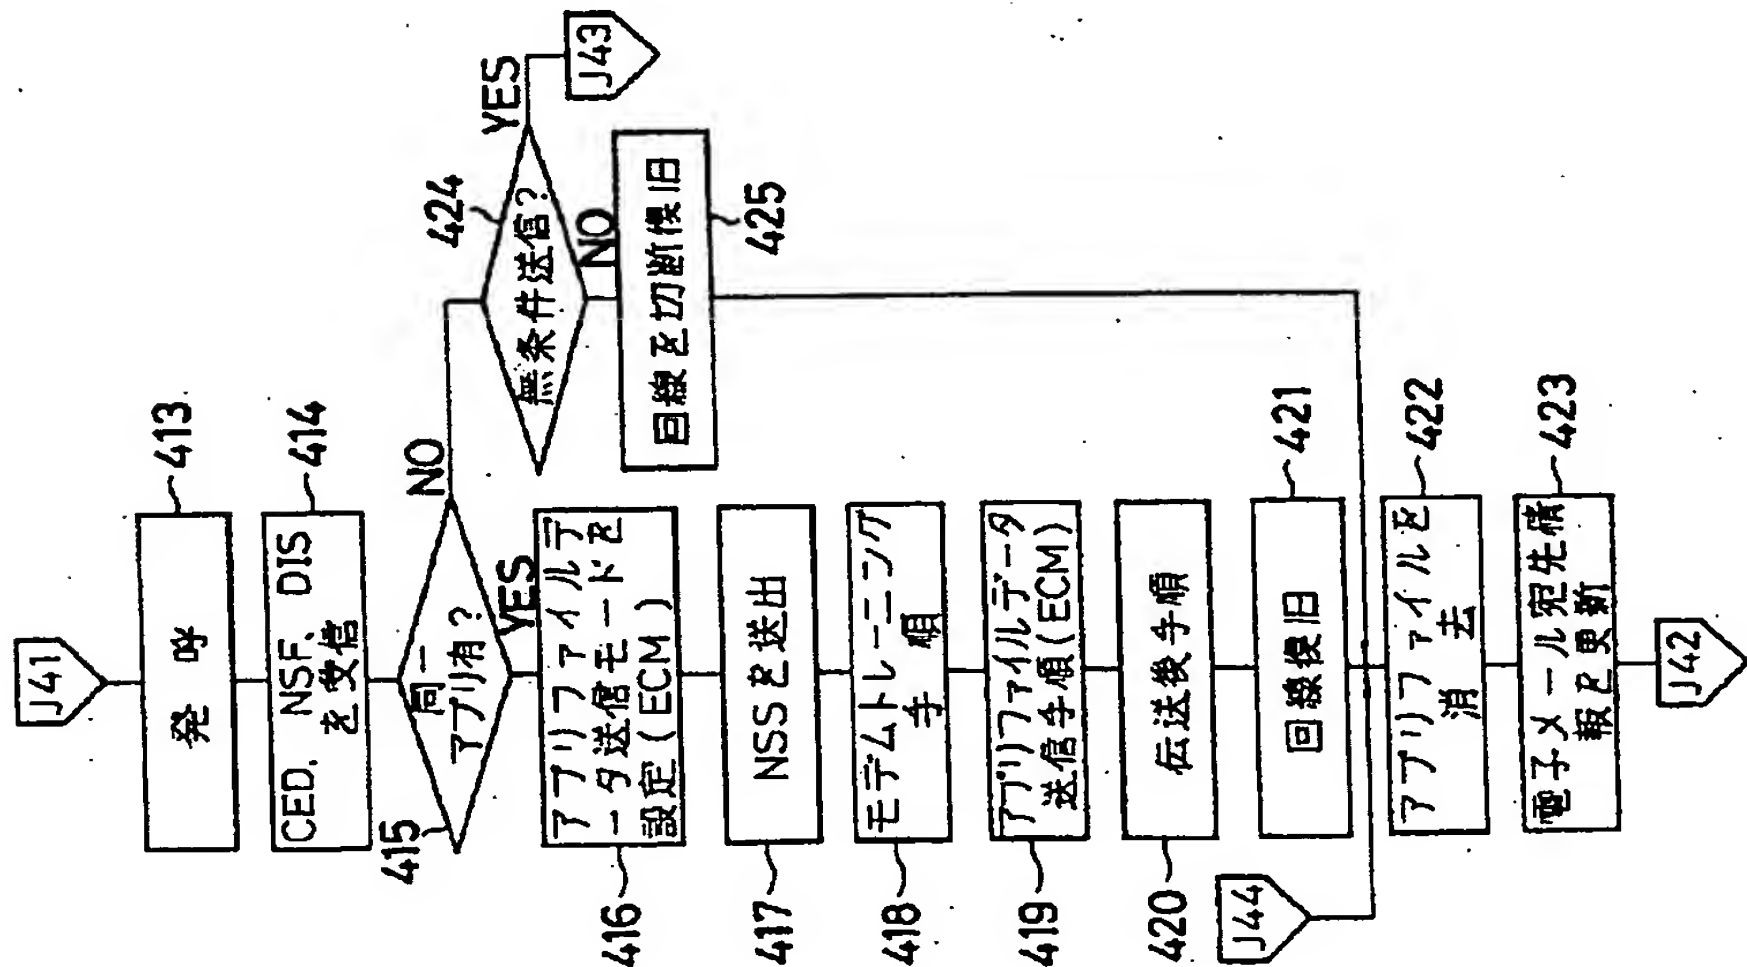 J41
発呼
413
CED, NSF, DIS
を受信
414
同一
アプリ有?
415
NO
YES
アプリファイルデ
ータ送信モードを
設定(ECM)
416
NSSを送出
417
モデムトレーニング
手順
418
アプリファイルデータ
送信手順(ECM)
419
伝送後手順
420
回線復旧
421
J44
アプリファイルを
消去
422
電子メール宛先情
報を更新
423
J42
無条件送信?
424
YES
J43
NO
回線を切断復旧
425